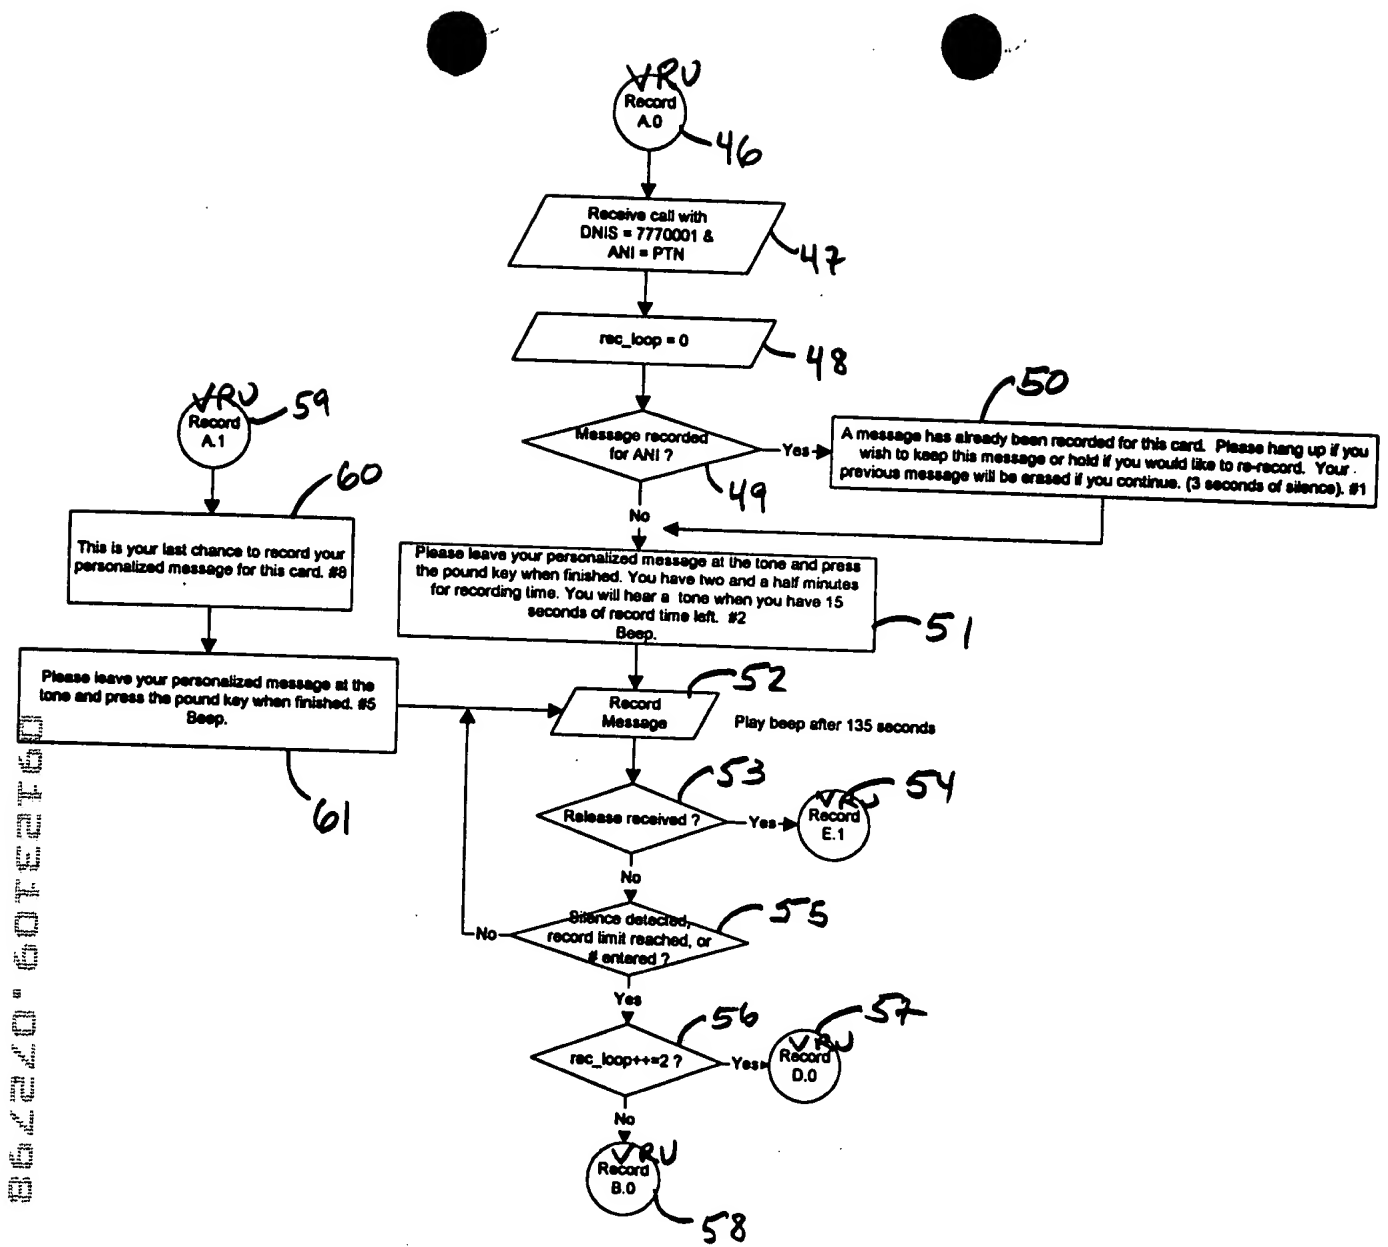 VRU
Record
A.0
46
Receive call with
DNIS = 7770001 &
ANI = PTN
47
rec_loop = 0
48
VRU
Record
A.1
59
50
Message recorded
for ANI ?
Yes
49
A message has already been recorded for this card. Please hang up if you
wish to keep this message or hold if you would like to re-record. Your
previous message will be erased if you continue. (3 seconds of silence). #1
No
60
This is your last chance to record your
personalized message for this card. #8
Please leave your personalized message at the tone and press
the pound key when finished. You have two and a half minutes
for recording time. You will hear a tone when you have 15
seconds of record time left. #2
Beep.
51
Please leave your personalized message at the
tone and press the pound key when finished. #5
Beep.
61
52
Record
Message
Play beep after 135 seconds
53
Release received ?
Yes
54
VRU
Record
E.1
No
55
Silence detected,
record limit reached, or
# entered ?
No
Yes
56
rec_loop++=2 ?
Yes
57
VRU
Record
D.0
No
VRU
Record
B.0
58
09123109.072798